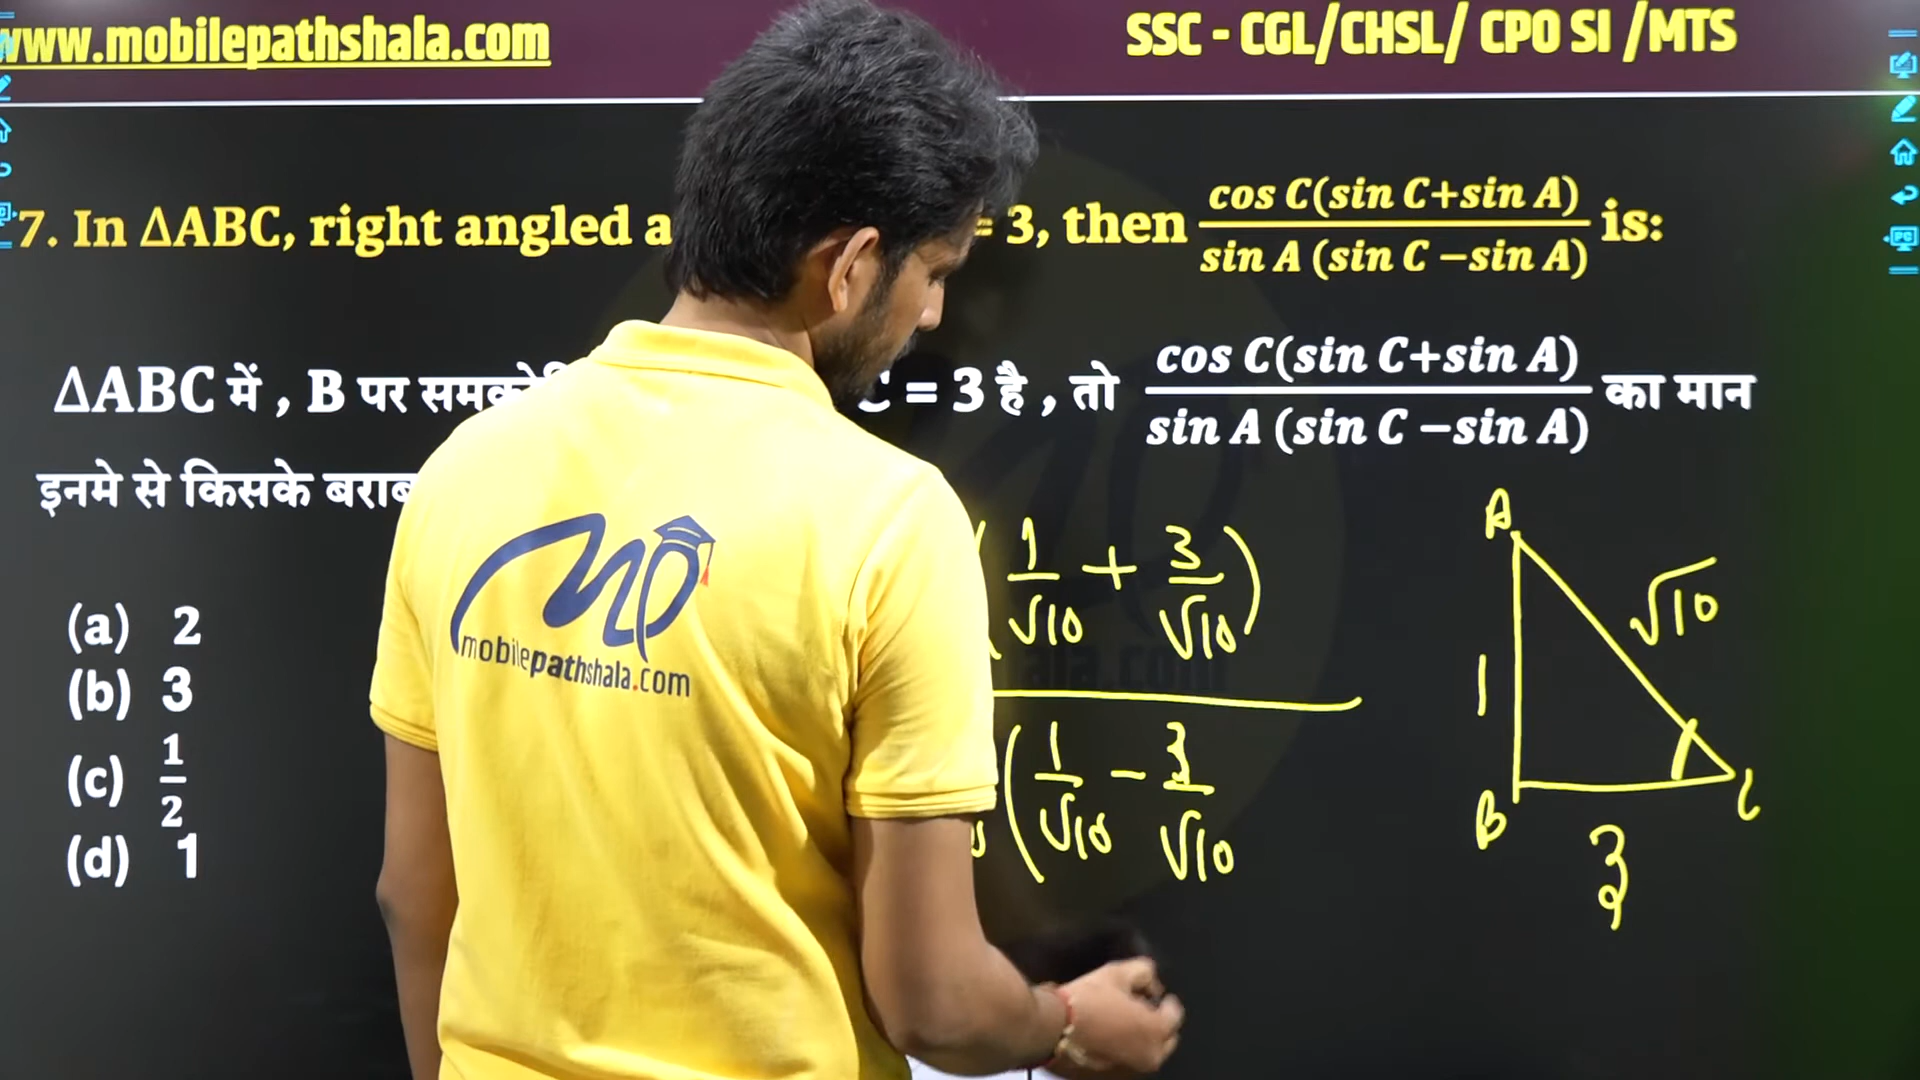 www.mobilepathshala.com
SSC - CGL/CHSL/ CPO SI /MTS
7. In ΔABC, right angled a = 3, then cos C(sin C+sin A) / sin A (sin C −sin A) is:
ΔABC में , B पर = 3 है , तो cos C(sin C+sin A) / sin A (sin C −sin A) का मान
इनमे से किसके
(a) 2
(b) 3
(c) 1/2
(d) 1
mobilepathshala.com
( 1/√10 + 3/√10 )
( 1/√10 − 3/√10
A
√10
1
B
C
3